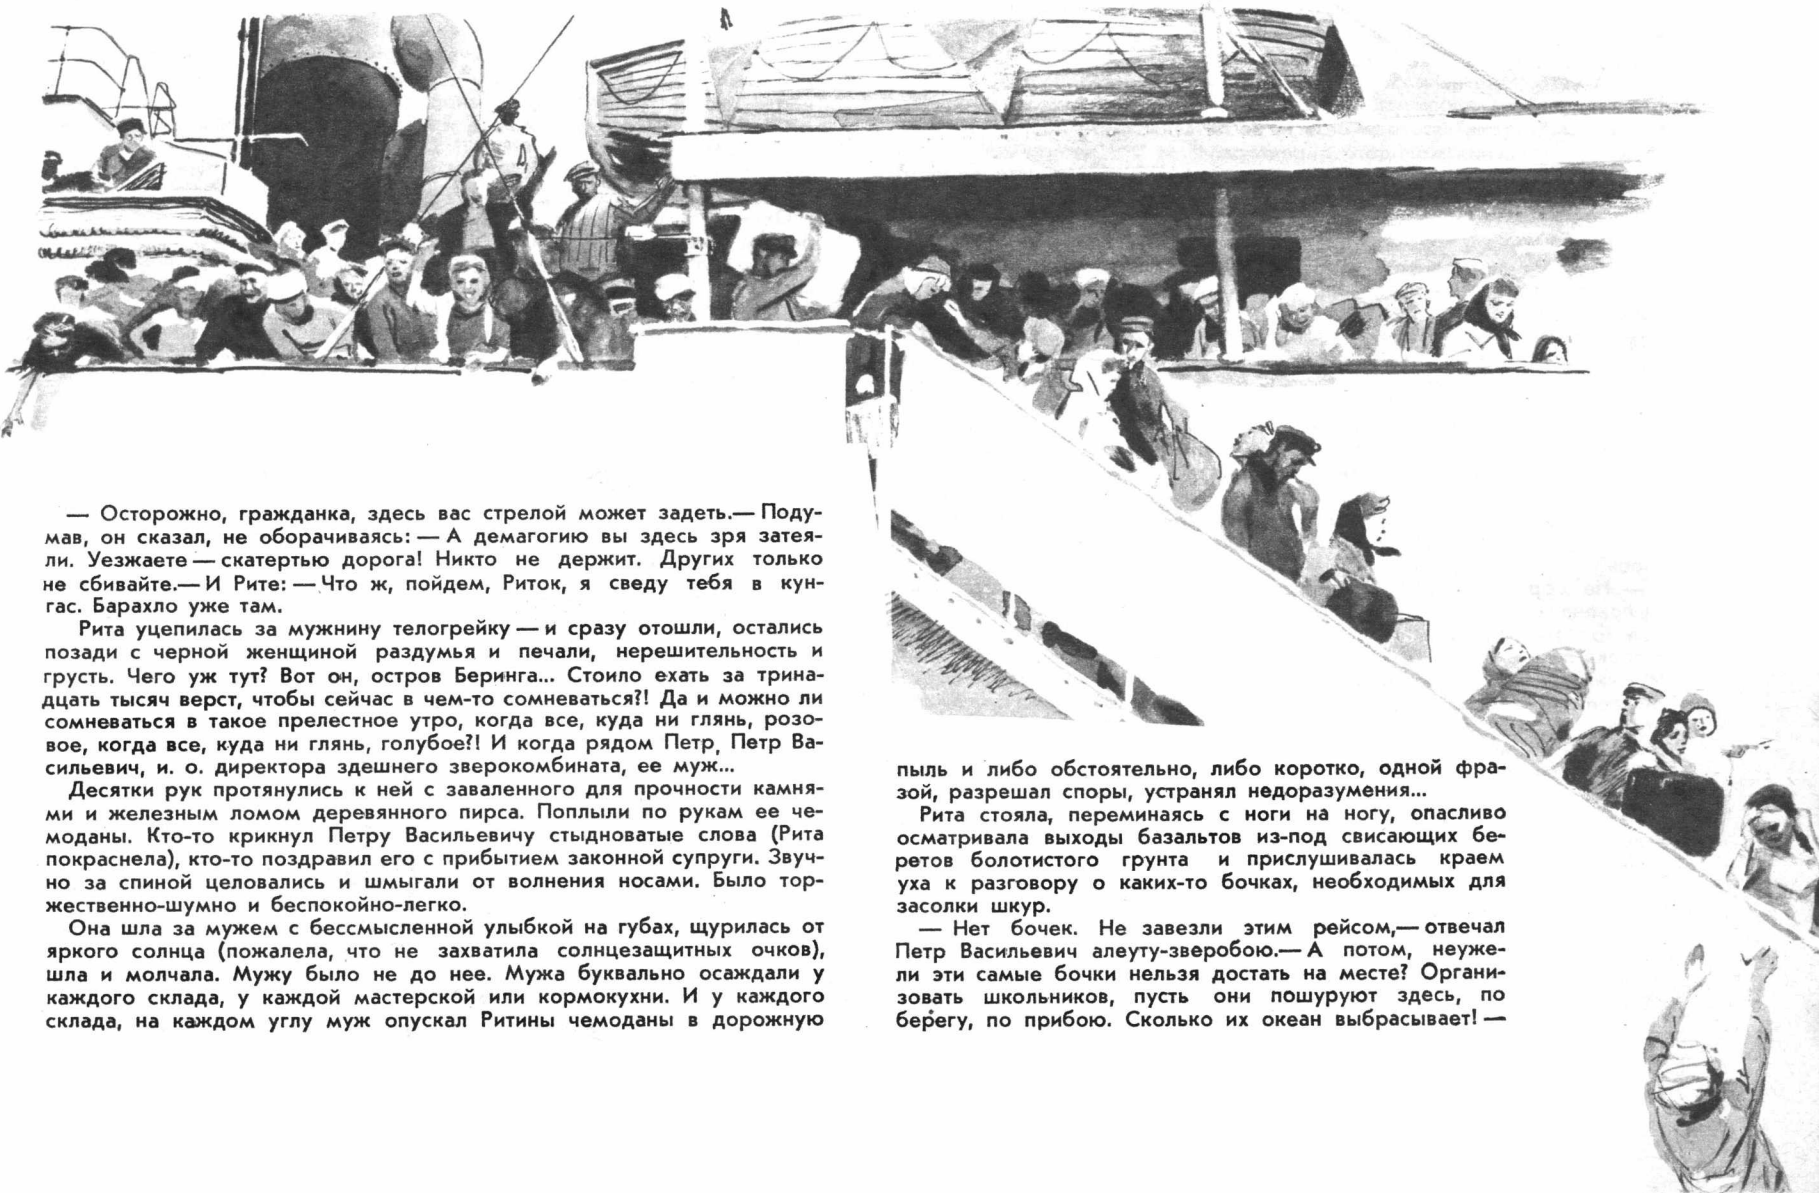 — Осторожно, гражданка, здесь вас стрелой может задеть.— Поду-
мав, он сказал, не оборачиваясь: — А демагогию вы здесь зря затея-
ли. Уезжаете — скатертью дорога! Никто не держит. Других только
не сбивайте.— И Рите: — Что ж, пойдем, Риток, я сведу тебя в кун-
гас. Барахло уже там.
Рита уцепилась за мужнину телогрейку — и сразу отошли, остались
позади с черной женщиной раздумья и печали, нерешительность и
грусть. Чего уж тут? Вот он, остров Беринга... Стоило ехать за трина-
дцать тысяч верст, чтобы сейчас в чем-то сомневаться?! Да и можно ли
сомневаться в такое прелестное утро, когда все, куда ни глянь, розо-
вое, когда все, куда ни глянь, голубое?! И когда рядом Петр, Петр Ва-
сильевич, и. о. директора здешнего зверокомбината, ее муж...
Десятки рук протянулись к ней с заваленного для прочности камня-
ми и железным ломом деревянного пирса. Поплыли по рукам ее че-
моданы. Кто-то крикнул Петру Васильевичу стыдноватые слова (Рита
покраснела), кто-то поздравил его с прибытием законной супруги. Звуч-
но за спиной целовались и шмыгали от волнения носами. Было тор-
жественно-шумно и беспокойно-легко.
Она шла за мужем с бессмысленной улыбкой на губах, щурилась от
яркого солнца (пожалела, что не захватила солнцезащитных очков),
шла и молчала. Мужу было не до нее. Мужа буквально осаждали у
каждого склада, у каждой мастерской или кормокухни. И у каждого
склада, на каждом углу муж опускал Ритины чемоданы в дорожную
пыль и либо обстоятельно, либо коротко, одной фра-
зой, разрешал споры, устранял недоразумения...
Рита стояла, переминаясь с ноги на ногу, опасливо
осматривала выходы базальтов из-под свисающих бе-
ретов болотистого грунта и прислушивалась краем
уха к разговору о каких-то бочках, необходимых для
засолки шкур.
— Нет бочек. Не завезли этим рейсом,— отвечал
Петр Васильевич алеуту-зверобою.— А потом, неуже-
ли эти самые бочки нельзя достать на месте? Органи-
зовать школьников, пусть они пошуруют здесь, по
берегу, по прибою. Сколько их океан выбрасывает! —